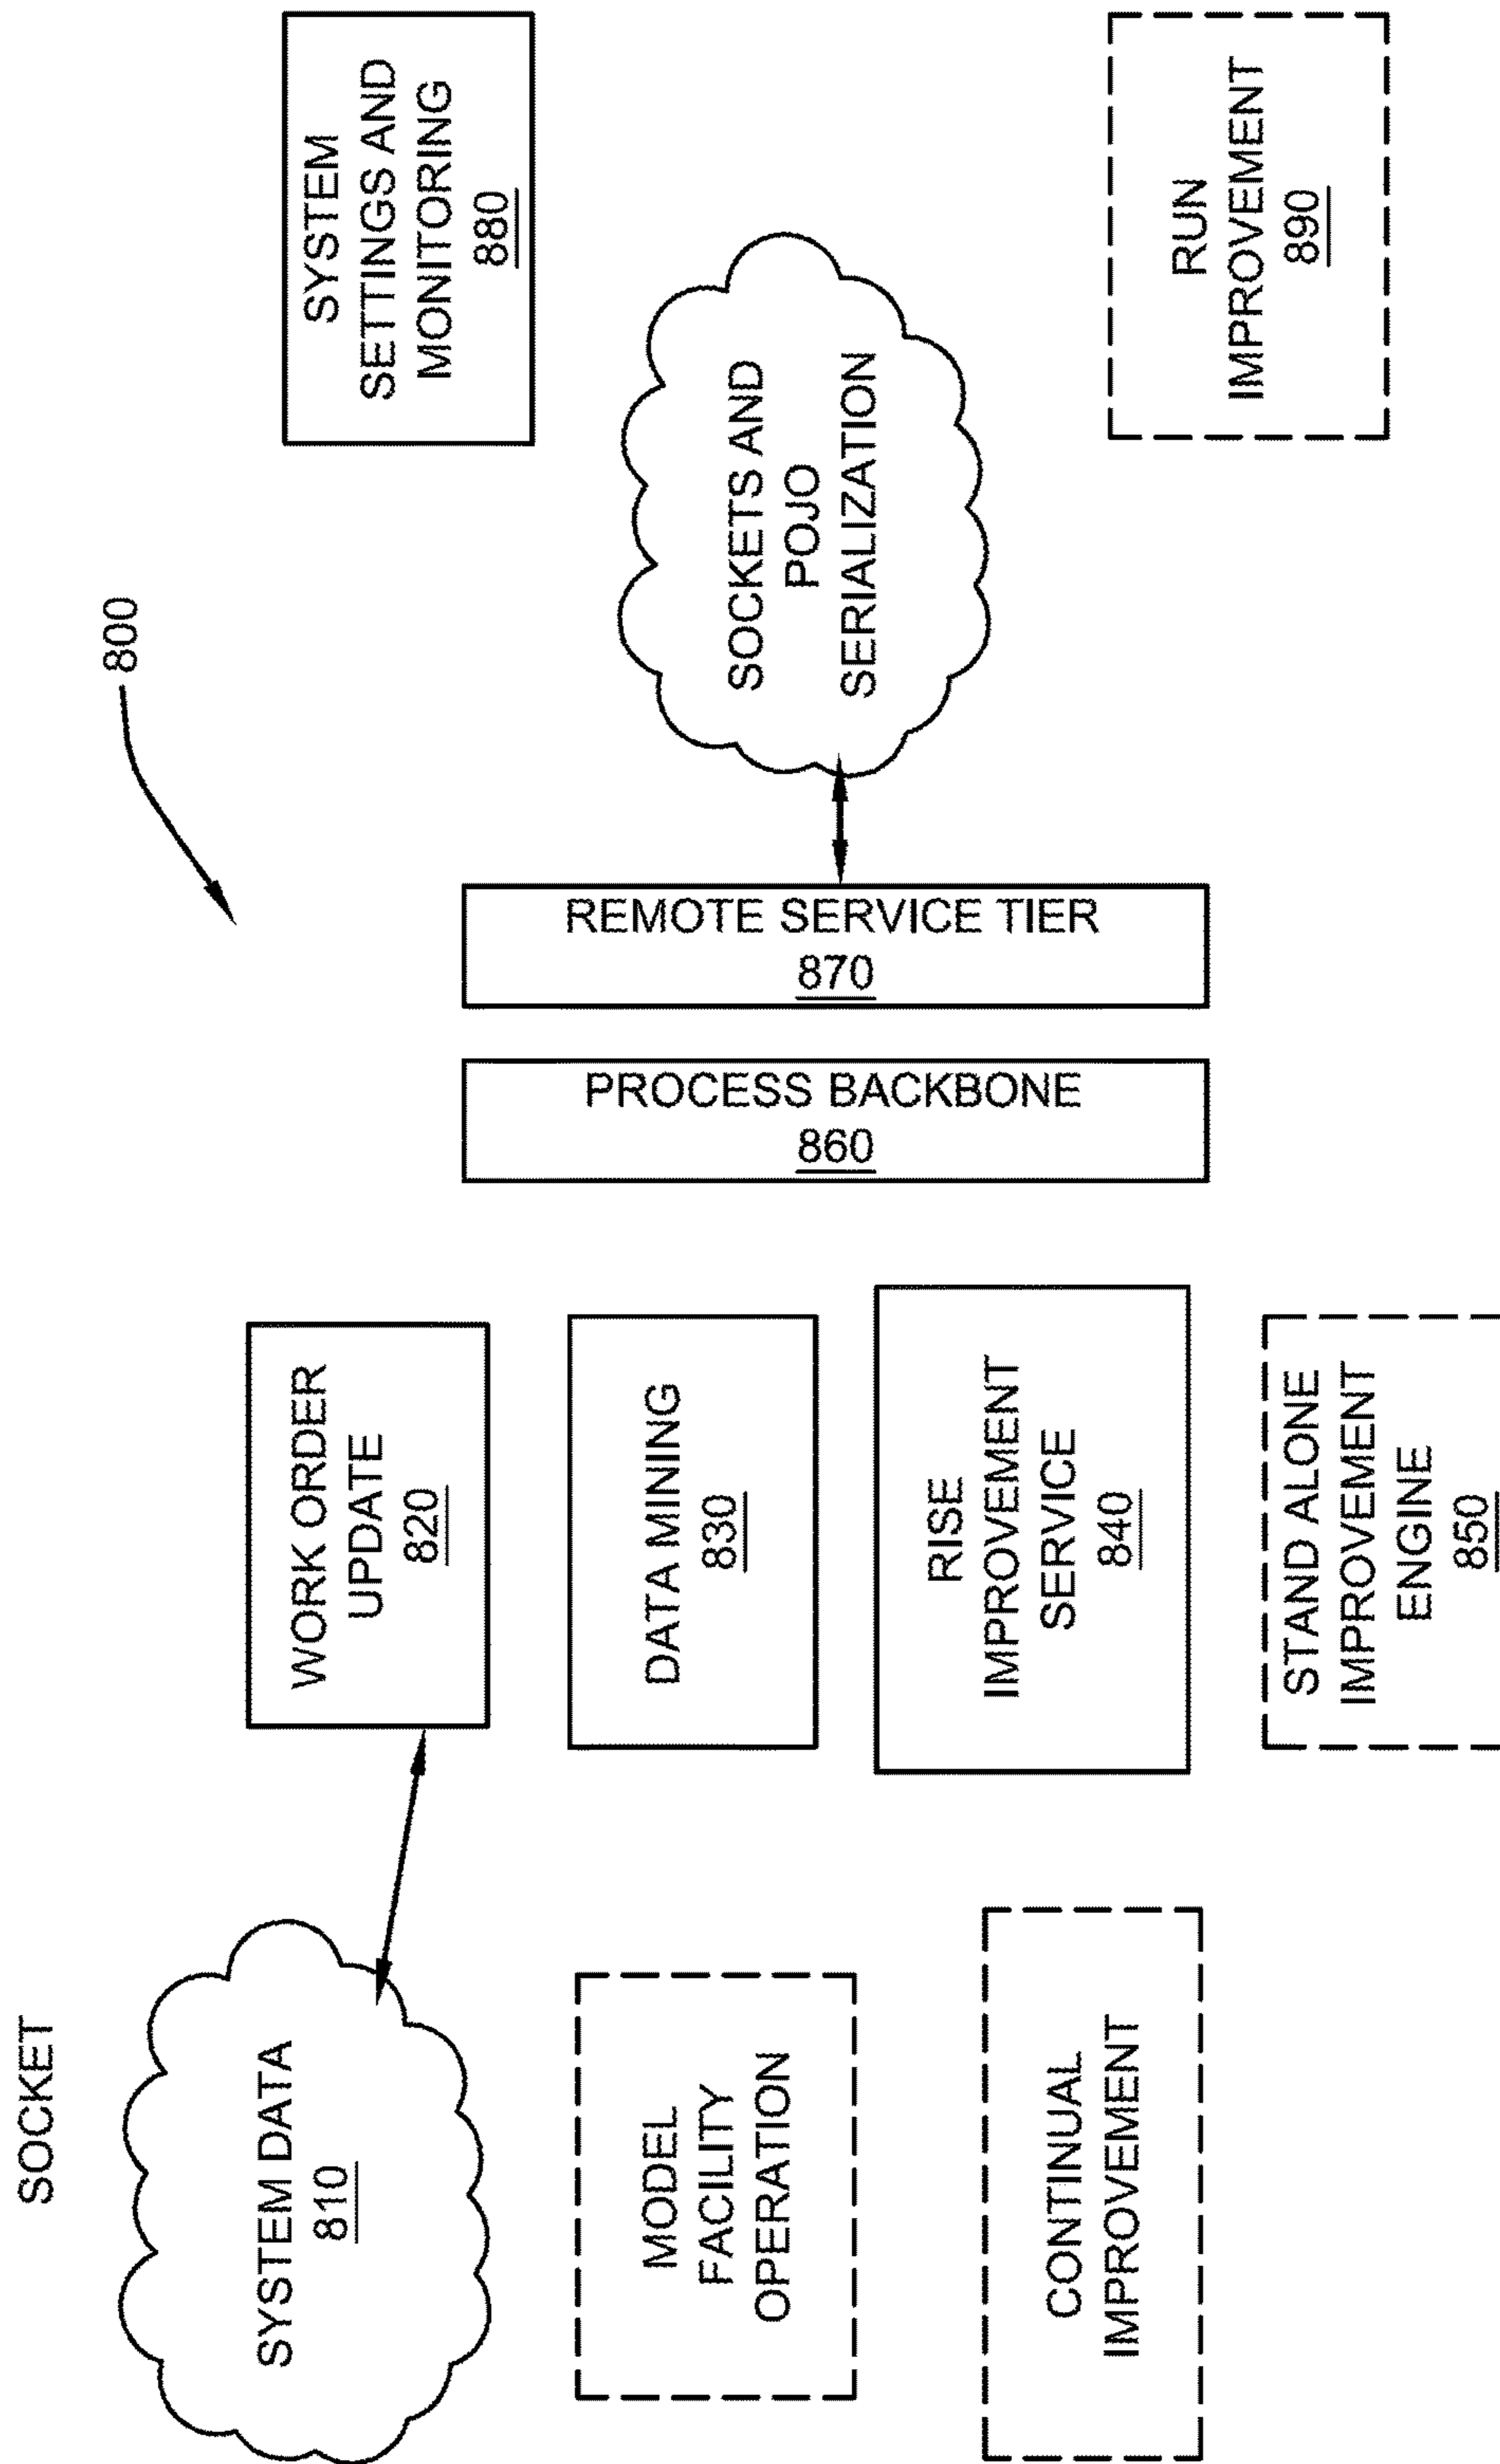 800
SOCKET
SYSTEM DATA
810
MODEL
FACILITY
OPERATION
CONTINUAL
IMPROVEMENT
WORK ORDER
UPDATE
820
DATA MINING
830
RISE
IMPROVEMENT
SERVICE
840
STAND ALONE
IMPROVEMENT
ENGINE
850
PROCESS BACKBONE
860
REMOTE SERVICE TIER
870
SOCKETS AND
POJO
SERIALIZATION
SYSTEM
SETTINGS AND
MONITORING
880
RUN
IMPROVEMENT
890